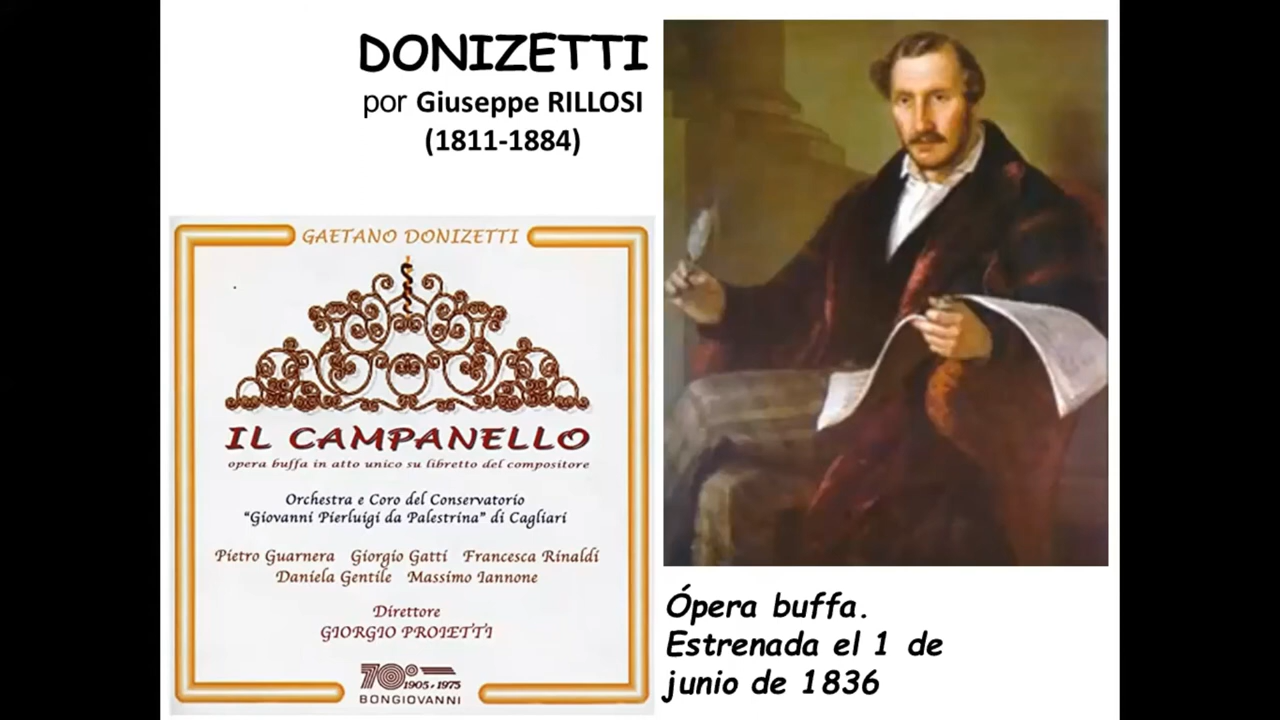 DONIZETTI
por Giuseppe RILLOSI
(1811-1884)
GAETANO DONIZETTI
IL CAMPANELLO
opera buffa in atto unico su libretto del compositore
Orchestra e Coro del Conservatorio
"Giovanni Pierluigi da Palestrina" di Cagliari
Pietro Guarnera Giorgio Gatti Francesca Rinaldi
Daniela Gentile Massimo Iannone
Direttore
GIORGIO PROIETTI
70° 1905-1975
BONGIOVANNI
Ópera buffa.
Estrenada el 1 de
junio de 1836